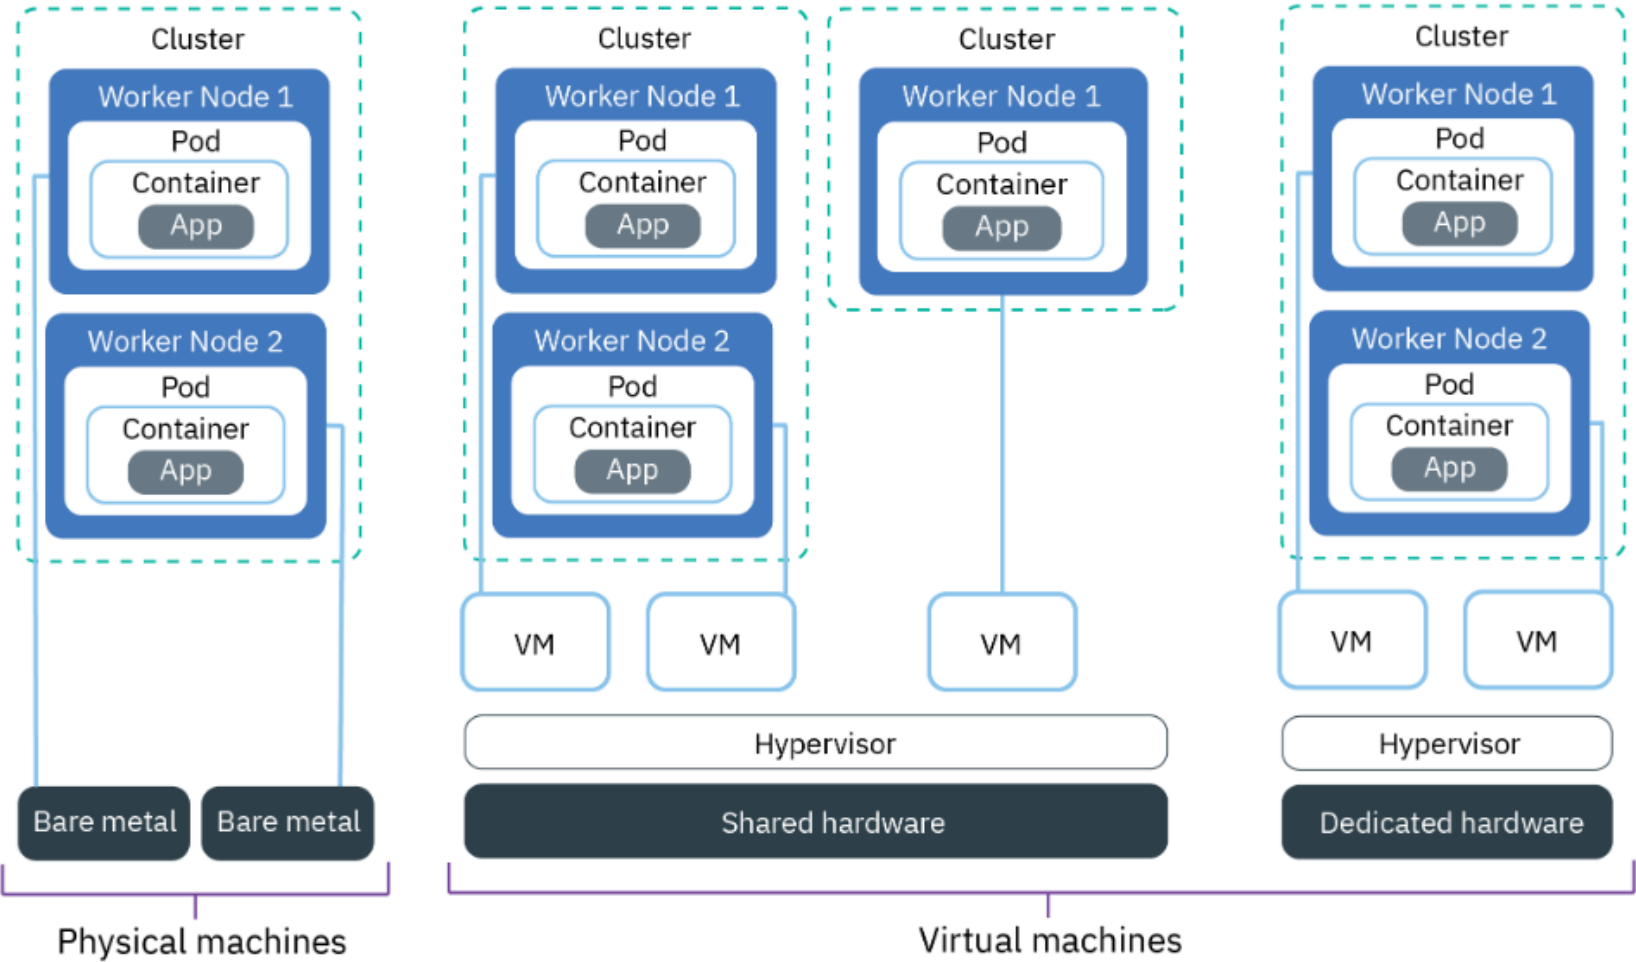 Cluster
Worker Node 1
Pod
Container
App
Worker Node 2
Pod
Container
App
Bare metal
Bare metal
Physical machines
Cluster
Worker Node 1
Pod
Container
App
Worker Node 2
Pod
Container
App
VM
VM
Cluster
Worker Node 1
Pod
Container
App
VM
Hypervisor
Shared hardware
Cluster
Worker Node 1
Pod
Container
App
Worker Node 2
Pod
Container
App
VM
VM
Hypervisor
Dedicated hardware
Virtual machines